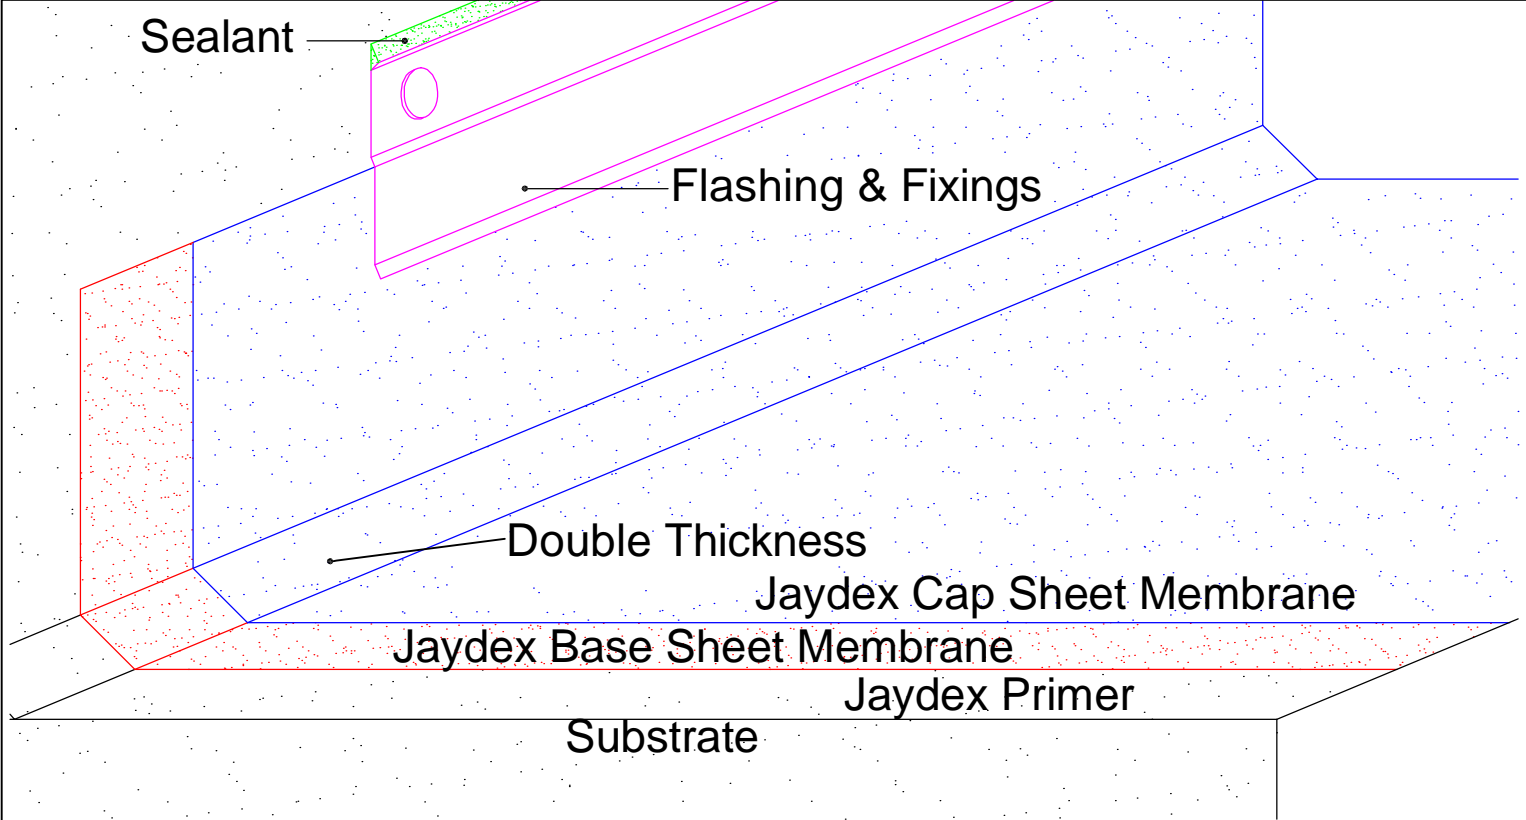 Sealant
Flashing & Fixings
Double Thickness
Jaydex Cap Sheet Membrane
Jaydex Base Sheet Membrane
Jaydex Primer
Substrate